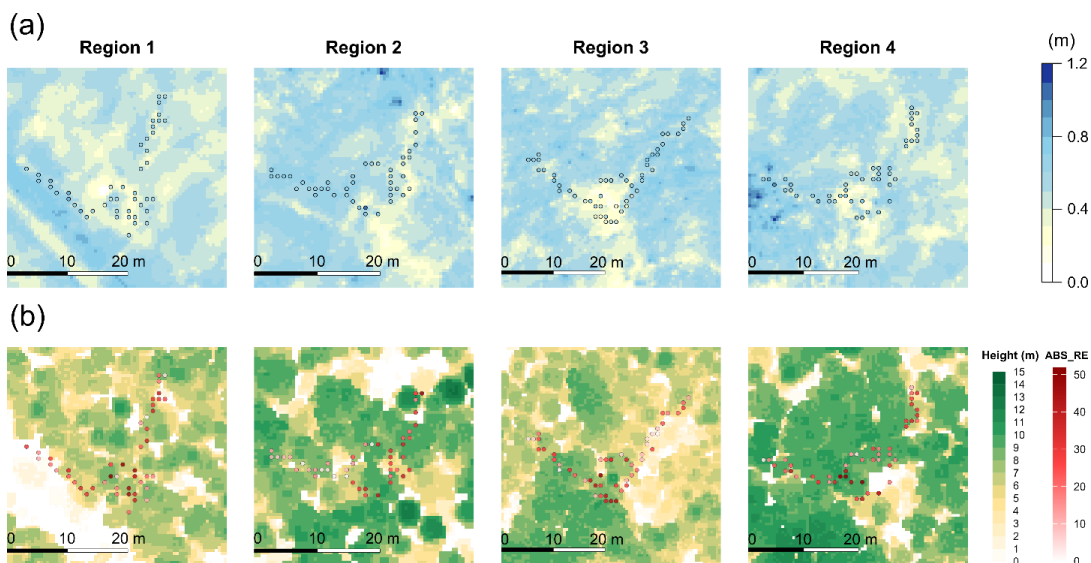 (a)
Region 1
Region 2
Region 3
Region 4
(m)
1.2
0.8
0.4
0.0
0 10 20 m
0 10 20 m
0 10 20 m
0 10 20 m
(b)
Height (m) ABS_RE
15
14
13
12
11
10
9
8
7
6
5
4
3
2
1
0
50
40
30
20
10
0
0 10 20 m
0 10 20 m
0 10 20 m
0 10 20 m